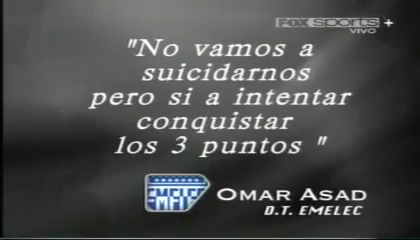 FOX sports +
VIVO
"No vamos a
suicidarnos
pero si a intentar
conquistar
los 3 puntos "
EMELEC
OMAR ASAD
D.T. EMELEC